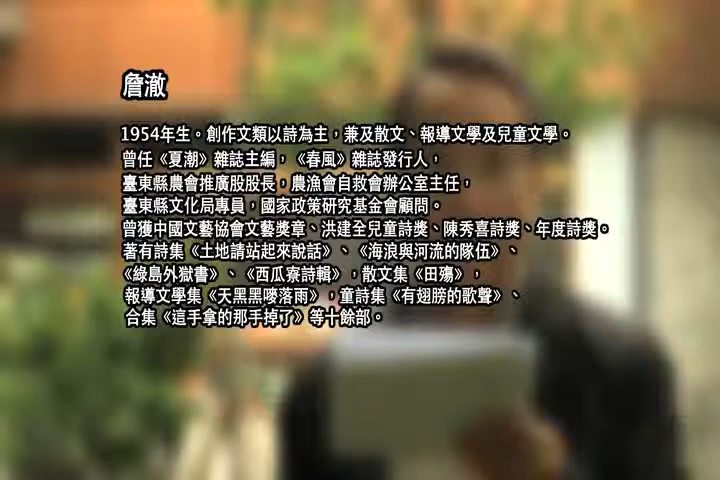 詹澈
1954年生。創作文類以詩為主，兼及散文、報導文學及兒童文學。
曾任《夏潮》雜誌主編，《春風》雜誌發行人，
臺東縣農會推廣股股長，農漁會自救會辦公室主任，
臺東縣文化局專員，國家政策研究基金會顧問。
曾獲中國文藝協會文藝獎章、洪建全兒童詩獎、陳秀喜詩獎、年度詩獎。
著有詩集《土地請站起來說話》、《海浪與河流的隊伍》、
《綠島外獄書》、《西瓜寮詩輯》，散文集《田殤》，
報導文學集《天黑黑嘜落雨》，童詩集《有翅膀的歌聲》、
合集《這手拿的那手掉了》等十餘部。